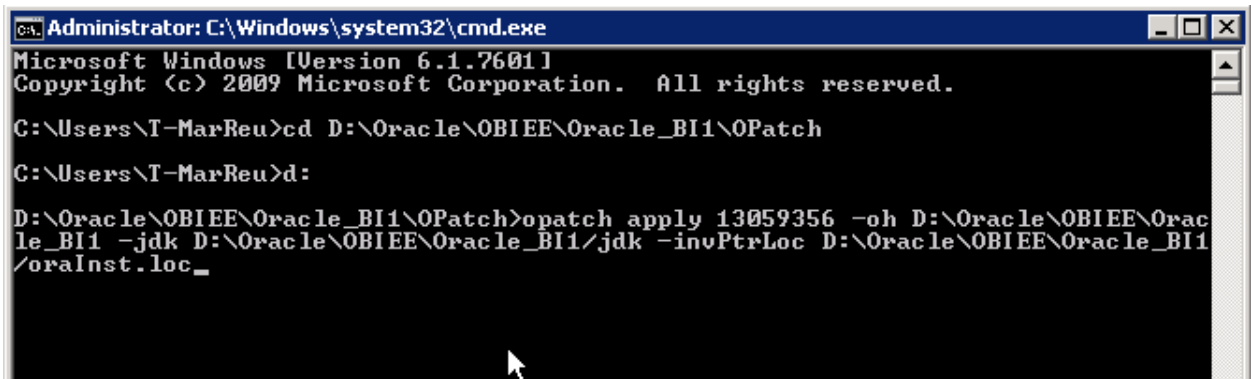 Administrator: C:\Windows\system32\cmd.exe
Microsoft Windows [Version 6.1.7601]
Copyright (c) 2009 Microsoft Corporation.  All rights reserved.
C:\Users\T-MarReu>cd D:\Oracle\OBIEE\Oracle_BI1\OPatch
C:\Users\T-MarReu>d:
D:\Oracle\OBIEE\Oracle_BI1\OPatch>opatch apply 13059356 -oh D:\Oracle\OBIEE\Orac
le_BI1 -jdk D:\Oracle\OBIEE\Oracle_BI1/jdk -invPtrLoc D:\Oracle\OBIEE\Oracle_BI1
/oraInst.loc_